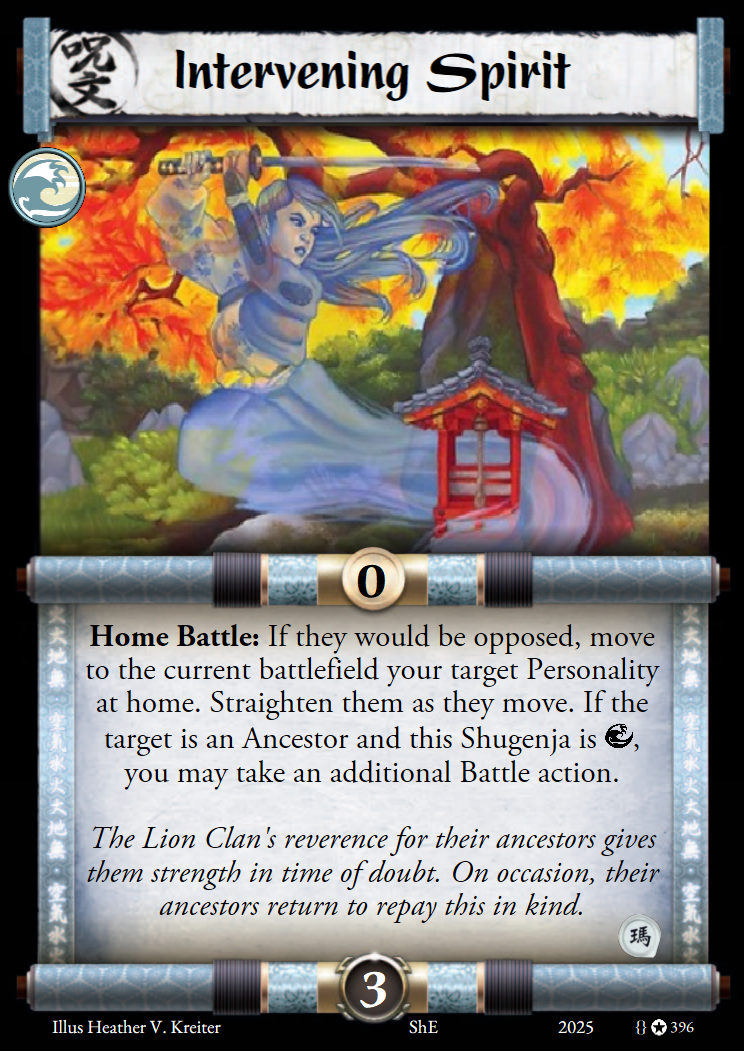 呪
文
Intervening Spirit
0
Home Battle: If they would be opposed, move
to the current battlefield your target Personality
at home. Straighten them as they move. If the
target is an Ancestor and this Shugenja is ,
you may take an additional Battle action.
The Lion Clan's reverence for their ancestors gives
them strength in time of doubt. On occasion, their
ancestors return to repay this in kind.
瑪
3
Illus Heather V. Kreiter ShE 2025 {} 396